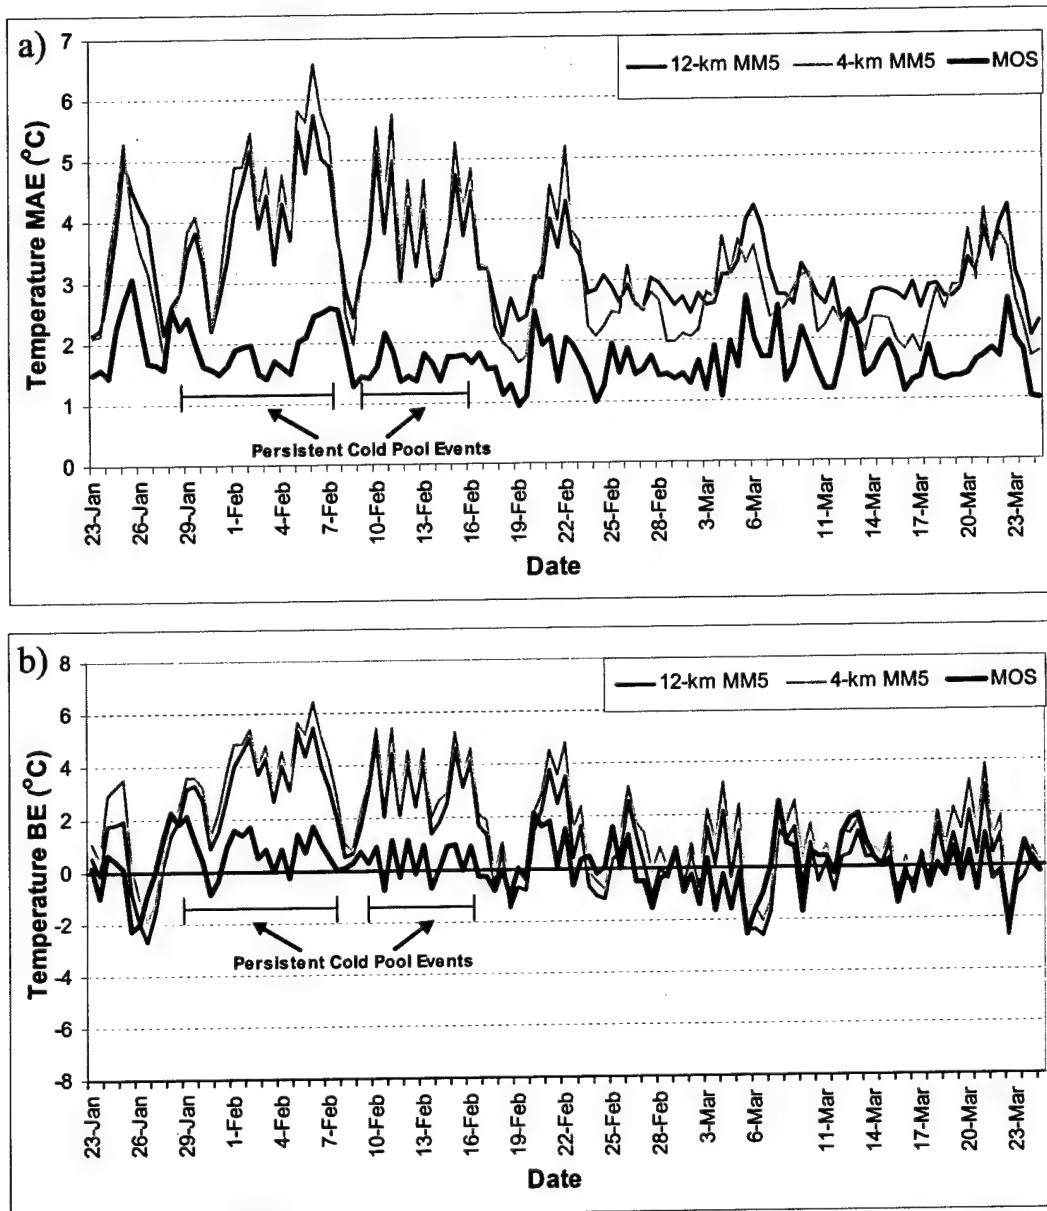 a)
12-km MM5 4-km MM5 MOS
7
6
5
4
3
2
1
0
Temperature MAE (°C)
Persistent Cold Pool Events
23-Jan 26-Jan 29-Jan 1-Feb 4-Feb 7-Feb 10-Feb 13-Feb 16-Feb 19-Feb 22-Feb 25-Feb 28-Feb 3-Mar 6-Mar 11-Mar 14-Mar 17-Mar 20-Mar 23-Mar
Date
b)
12-km MM5 4-km MM5 MOS
8
6
4
2
0
-2
-4
-6
-8
Temperature BE (°C)
Persistent Cold Pool Events
23-Jan 26-Jan 29-Jan 1-Feb 4-Feb 7-Feb 10-Feb 13-Feb 16-Feb 19-Feb 22-Feb 25-Feb 28-Feb 3-Mar 6-Mar 11-Mar 14-Mar 17-Mar 20-Mar 23-Mar
Date